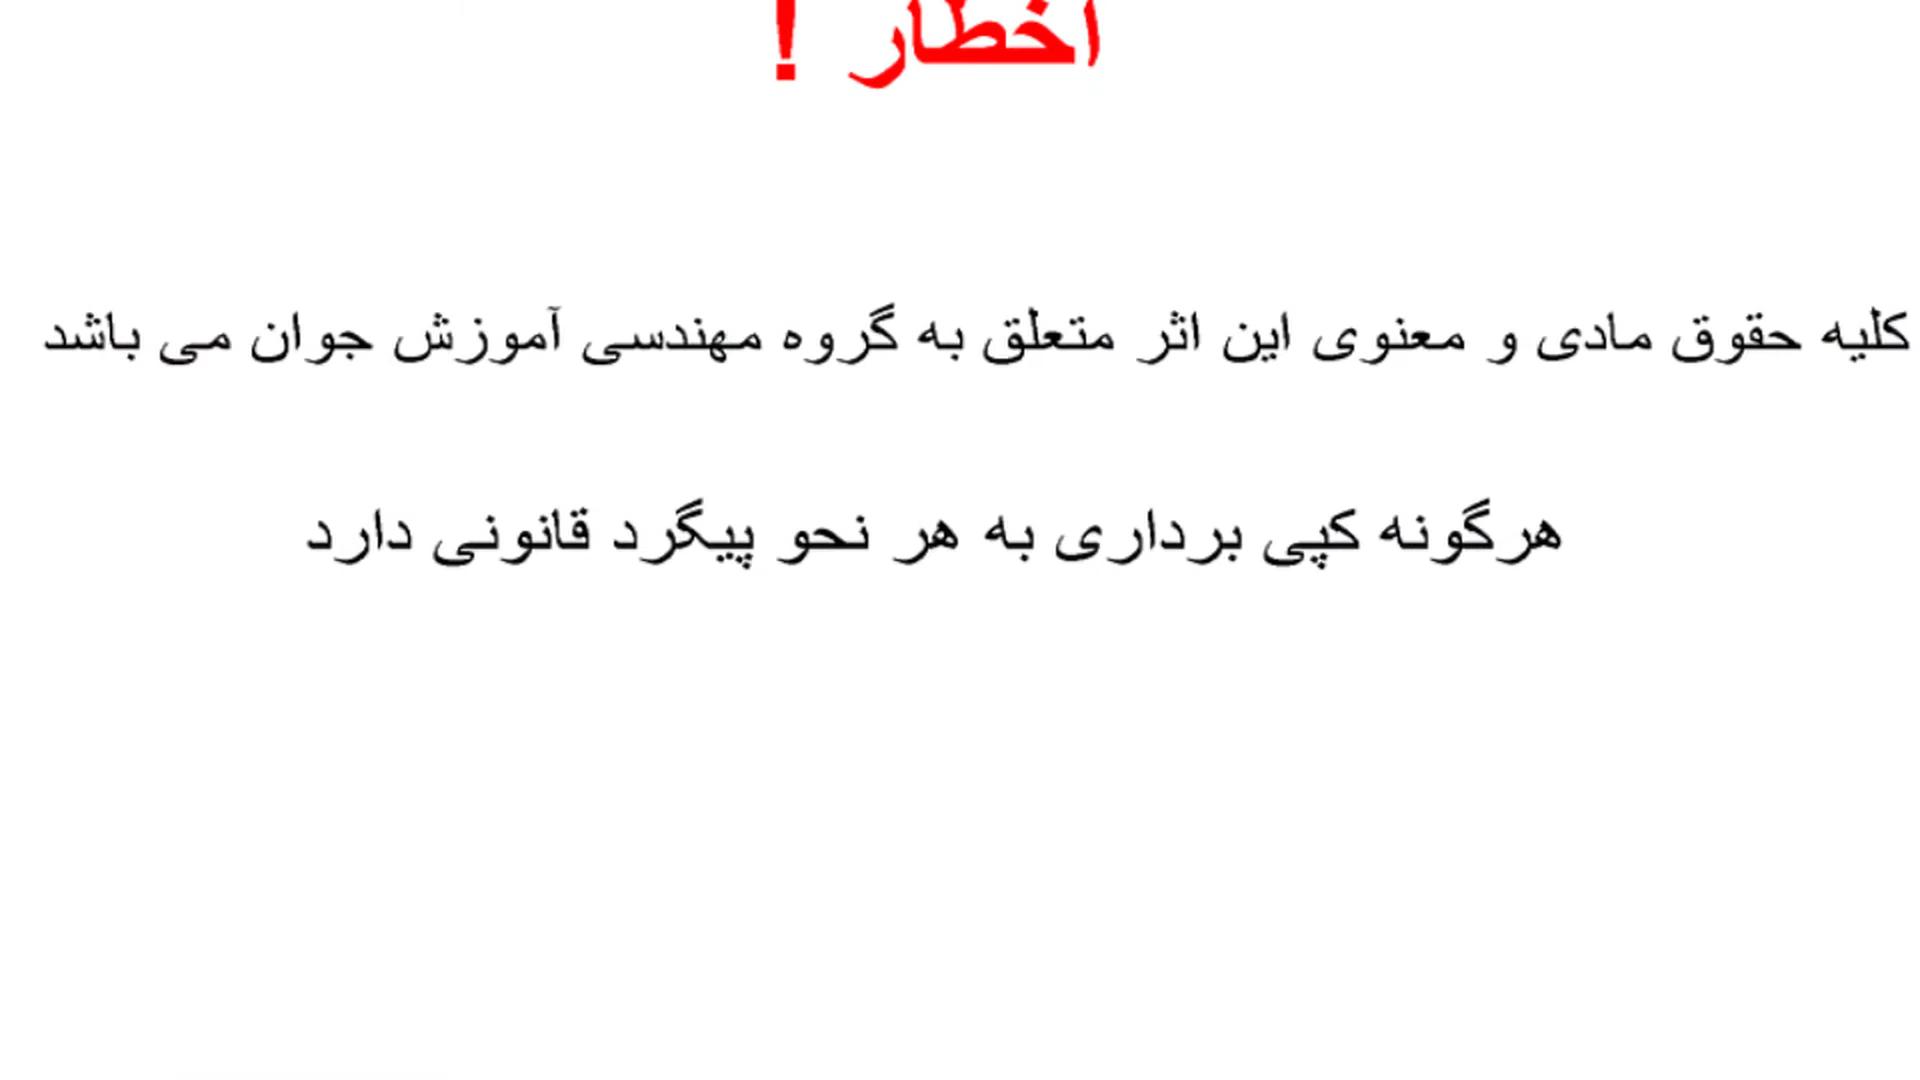 اخطار !
کلیه حقوق مادی و معنوی این اثر متعلق به گروه مهندسی آموزش جوان می باشد
هرگونه کپی برداری به هر نحو پیگرد قانونی دارد